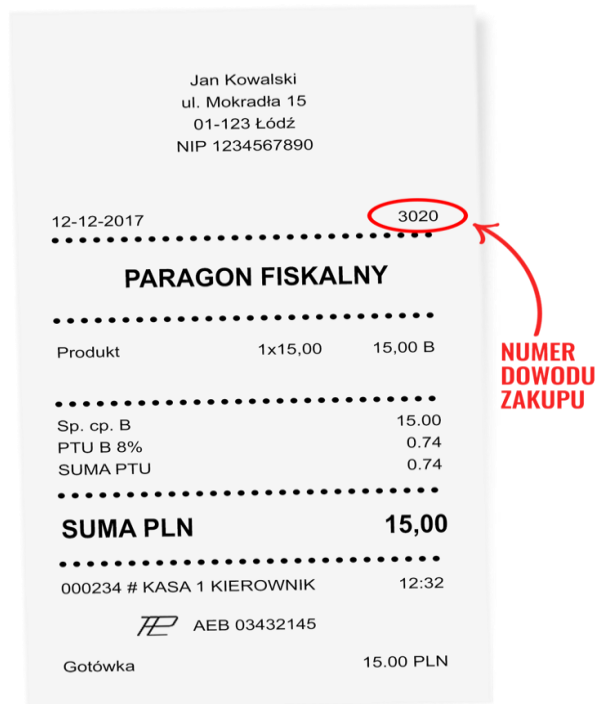 Jan Kowalski
ul. Mokradła 15
01-123 Łódź
NIP 1234567890
12-12-2017 3020
PARAGON FISKALNY
Produkt 1x15,00 15,00 B
Sp. cp. B 15.00
PTU B 8% 0.74
SUMA PTU 0.74
SUMA PLN 15,00
000234 # KASA 1 KIEROWNIK 12:32
AEB 03432145
Gotówka 15.00 PLN
NUMER
DOWODU
ZAKUPU